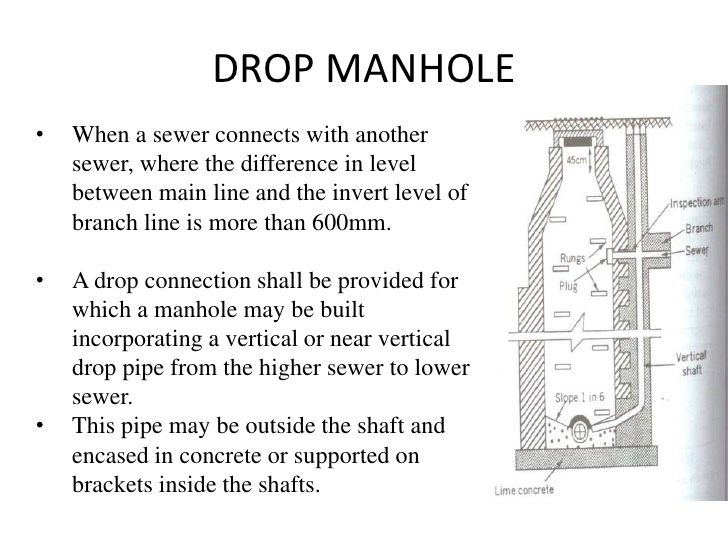 DROP MANHOLE
• When a sewer connects with another
sewer, where the difference in level
between main line and the invert level of
branch line is more than 600mm.
• A drop connection shall be provided for
which a manhole may be built
incorporating a vertical or near vertical
drop pipe from the higher sewer to lower
sewer.
• This pipe may be outside the shaft and
encased in concrete or supported on
brackets inside the shafts.
45cm
Inspection arm
Branch
Sewer
Rungs
Plug
Vertical
shaft
Slope 1 in 6
Lime concrete